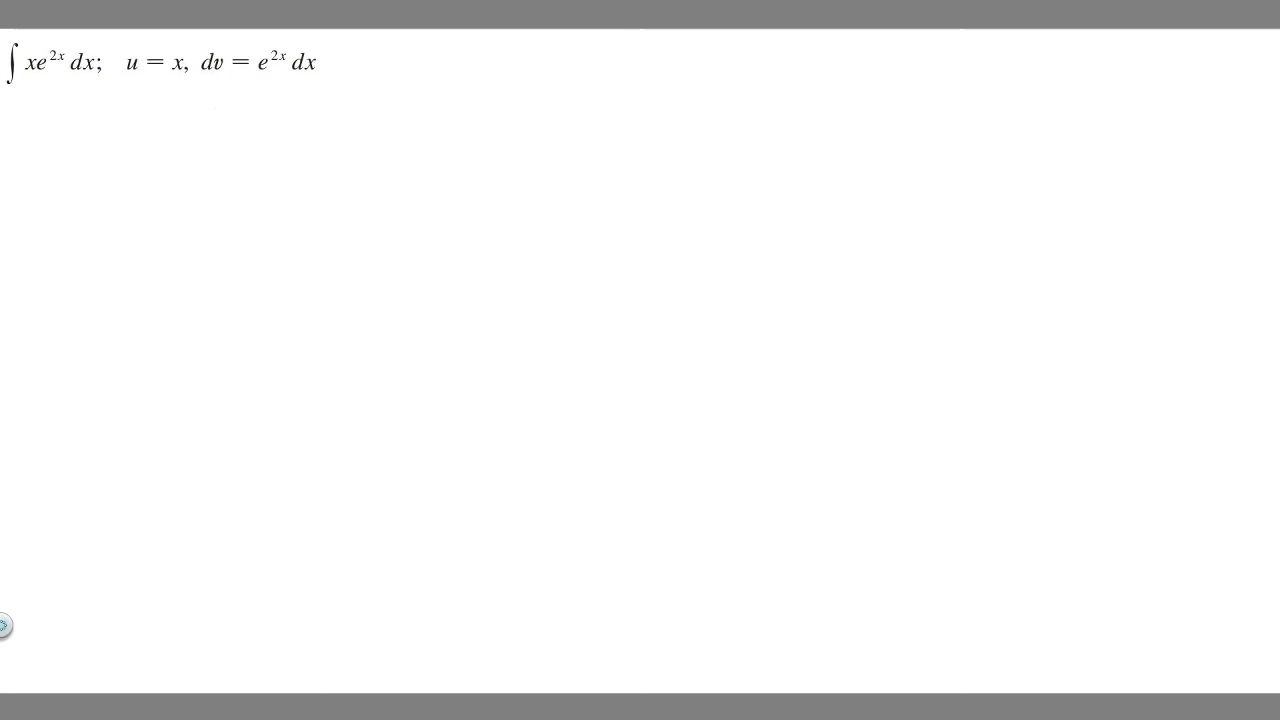 ∫ xe^{2x} dx; u = x, dv = e^{2x} dx